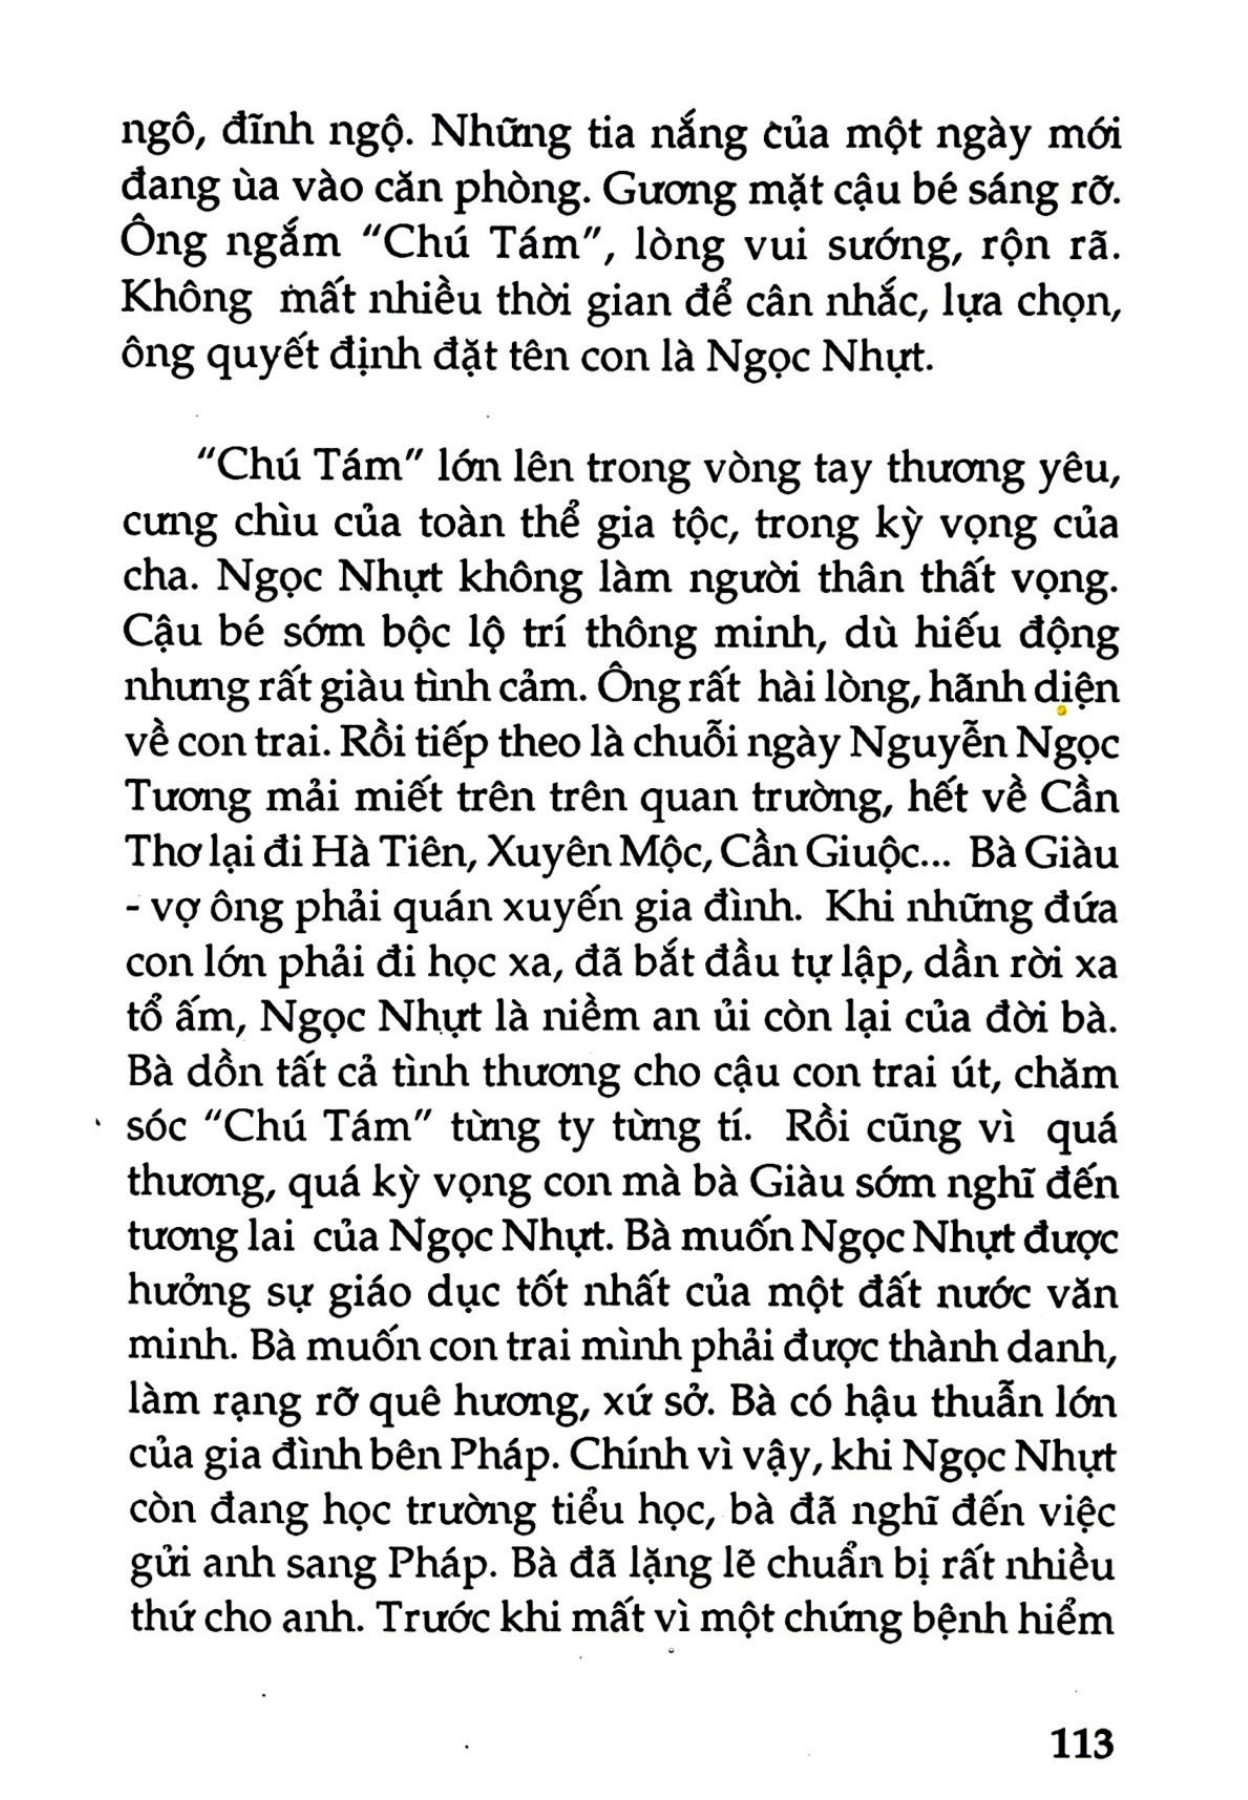 ngô, đĩnh ngộ. Những tia nắng của một ngày mới
đang ùa vào căn phòng. Gương mặt cậu bé sáng rỡ.
Ông ngắm “Chú Tám”, lòng vui sướng, rộn rã.
Không mất nhiều thời gian để cân nhắc, lựa chọn,
ông quyết định đặt tên con là Ngọc Nhựt.
“Chú Tám” lớn lên trong vòng tay thương yêu,
cưng chìu của toàn thể gia tộc, trong kỳ vọng của
cha. Ngọc Nhựt không làm người thân thất vọng.
Cậu bé sớm bộc lộ trí thông minh, dù hiếu động
nhưng rất giàu tình cảm. Ông rất hài lòng, hãnh diện
về con trai. Rồi tiếp theo là chuỗi ngày Nguyễn Ngọc
Tương mải miết trên trên quan trường, hết về Cần
Thơ lại đi Hà Tiên, Xuyên Mộc, Cần Giuộc... Bà Giàu
- vợ ông phải quán xuyến gia đình. Khi những đứa
con lớn phải đi học xa, đã bắt đầu tự lập, dần rời xa
tổ ấm, Ngọc Nhựt là niềm an ủi còn lại của đời bà.
Bà dồn tất cả tình thương cho cậu con trai út, chăm
sóc “Chú Tám” từng ty từng tí. Rồi cũng vì quá
thương, quá kỳ vọng con mà bà Giàu sớm nghĩ đến
tương lai của Ngọc Nhựt. Bà muốn Ngọc Nhựt được
hưởng sự giáo dục tốt nhất của một đất nước văn
minh. Bà muốn con trai mình phải được thành danh,
làm rạng rỡ quê hương, xứ sở. Bà có hậu thuẫn lớn
của gia đình bên Pháp. Chính vì vậy, khi Ngọc Nhựt
còn đang học trường tiểu học, bà đã nghĩ đến việc
gửi anh sang Pháp. Bà đã lặng lẽ chuẩn bị rất nhiều
thứ cho anh. Trước khi mất vì một chứng bệnh hiểm
113